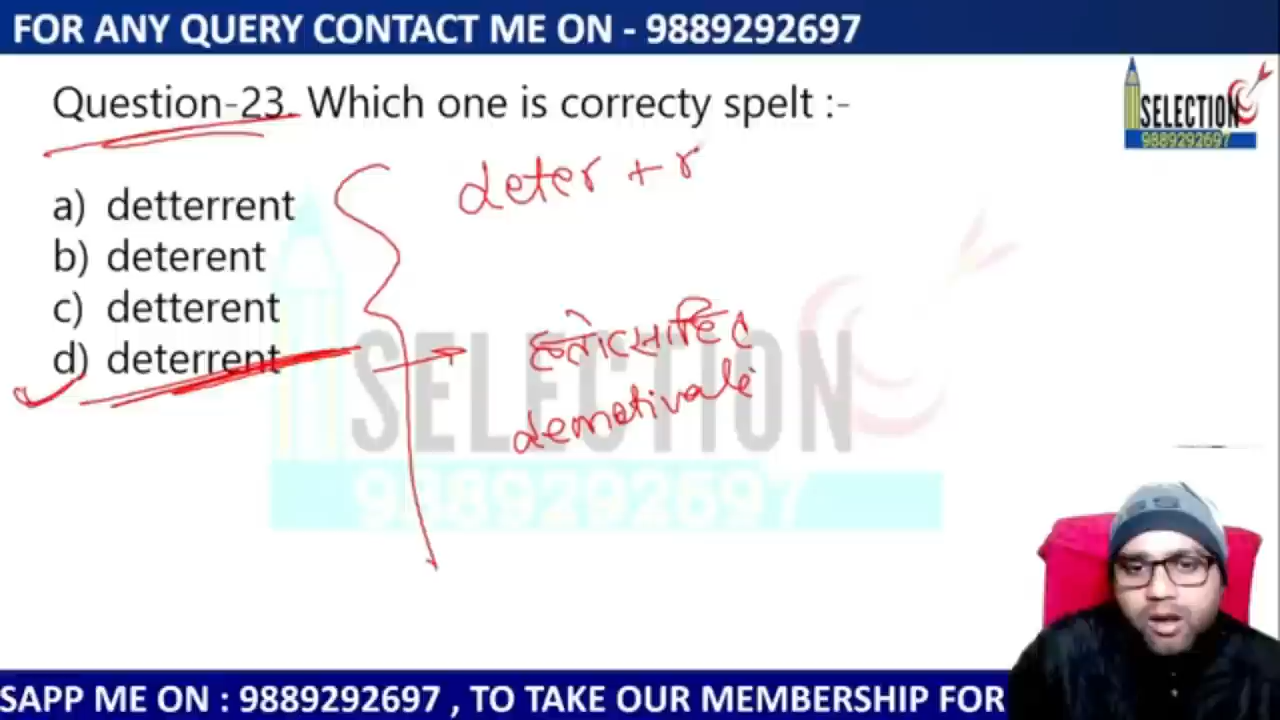 FOR ANY QUERY CONTACT ME ON - 9889292697
SELECTION
9889292697
Question-23. Which one is correcty spelt :-
a) detterrent
b) deterent
c) detterent
d) deterrent
deter + r
हतोत्साहित
demotivate
SELECTION
9889292697
SAPP ME ON : 9889292697 , TO TAKE OUR MEMBERSHIP FOR